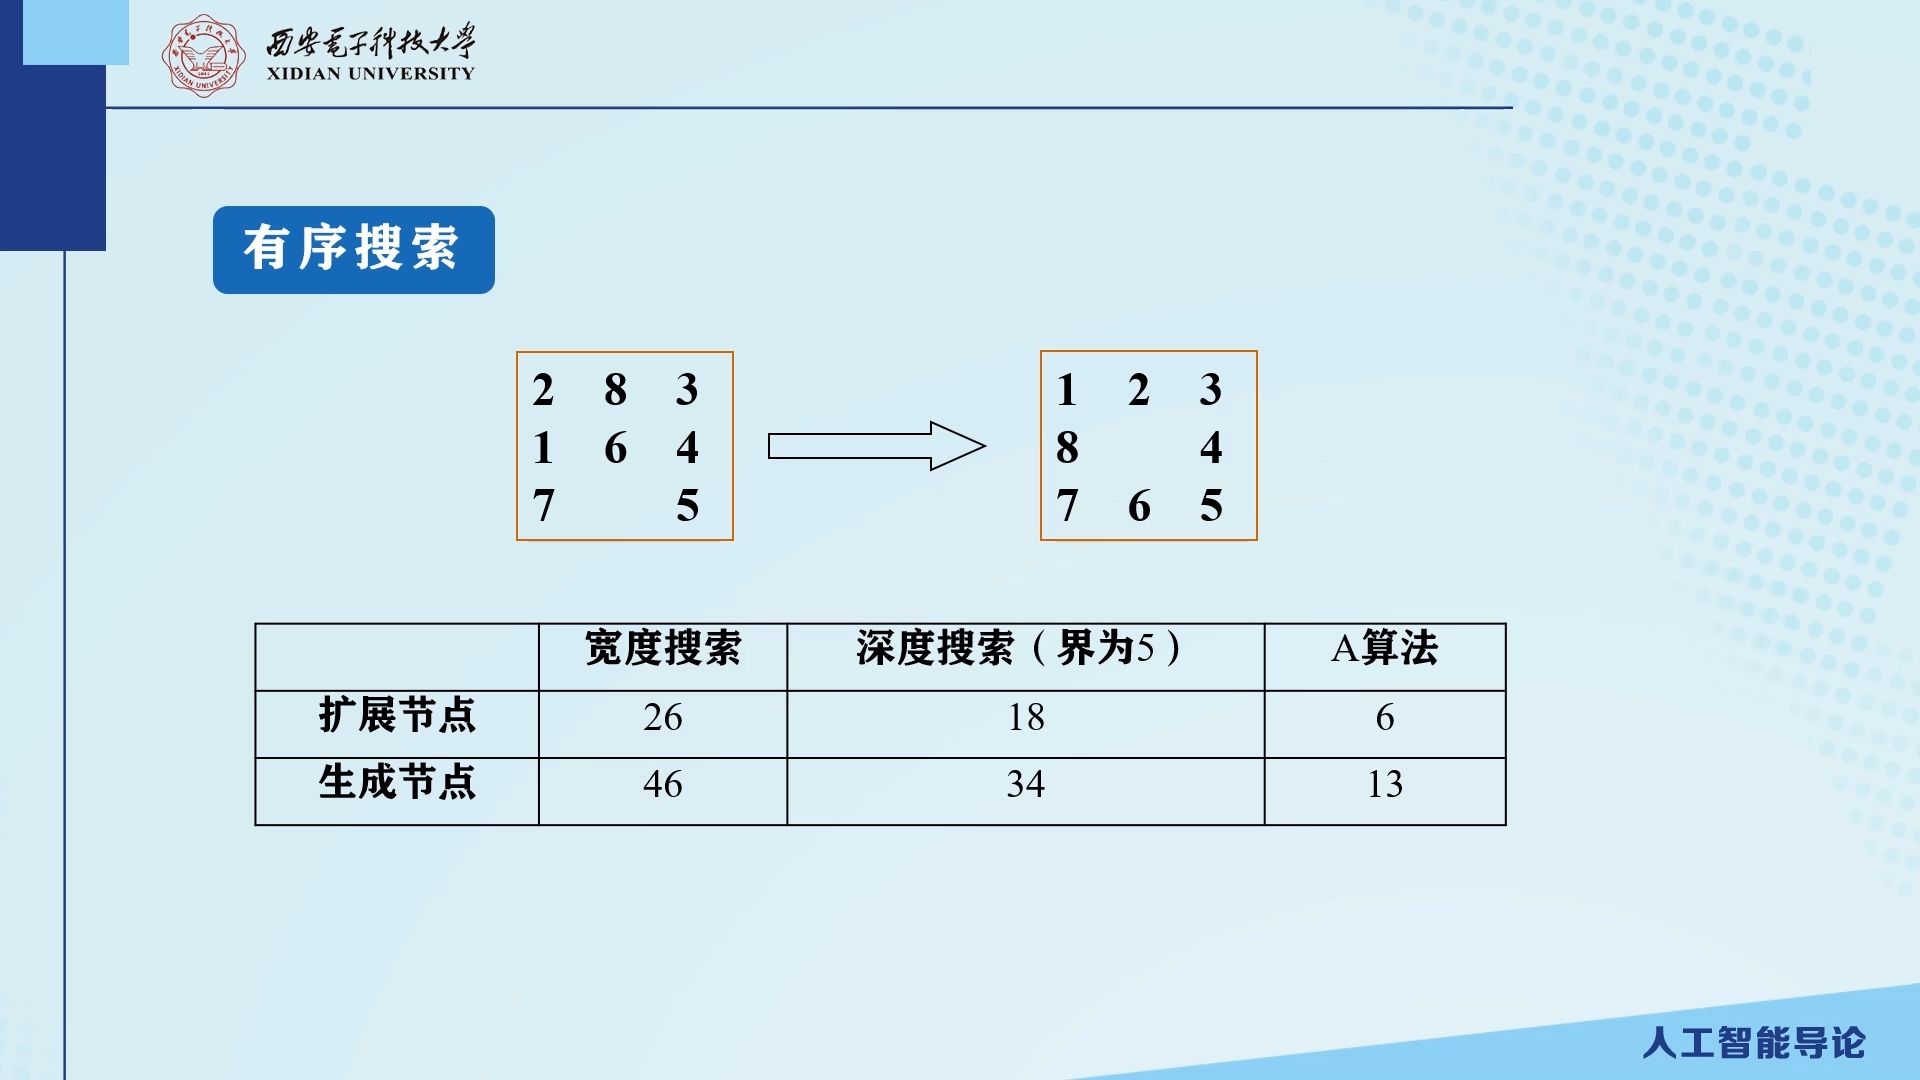 西安电子科技大学
XIDIAN UNIVERSITY
有序搜索
2 8 3
1 6 4
7 5
1 2 3
8 4
7 6 5
宽度搜索 深度搜索（界为5） A算法
扩展节点 26 18 6
生成节点 46 34 13
人工智能导论